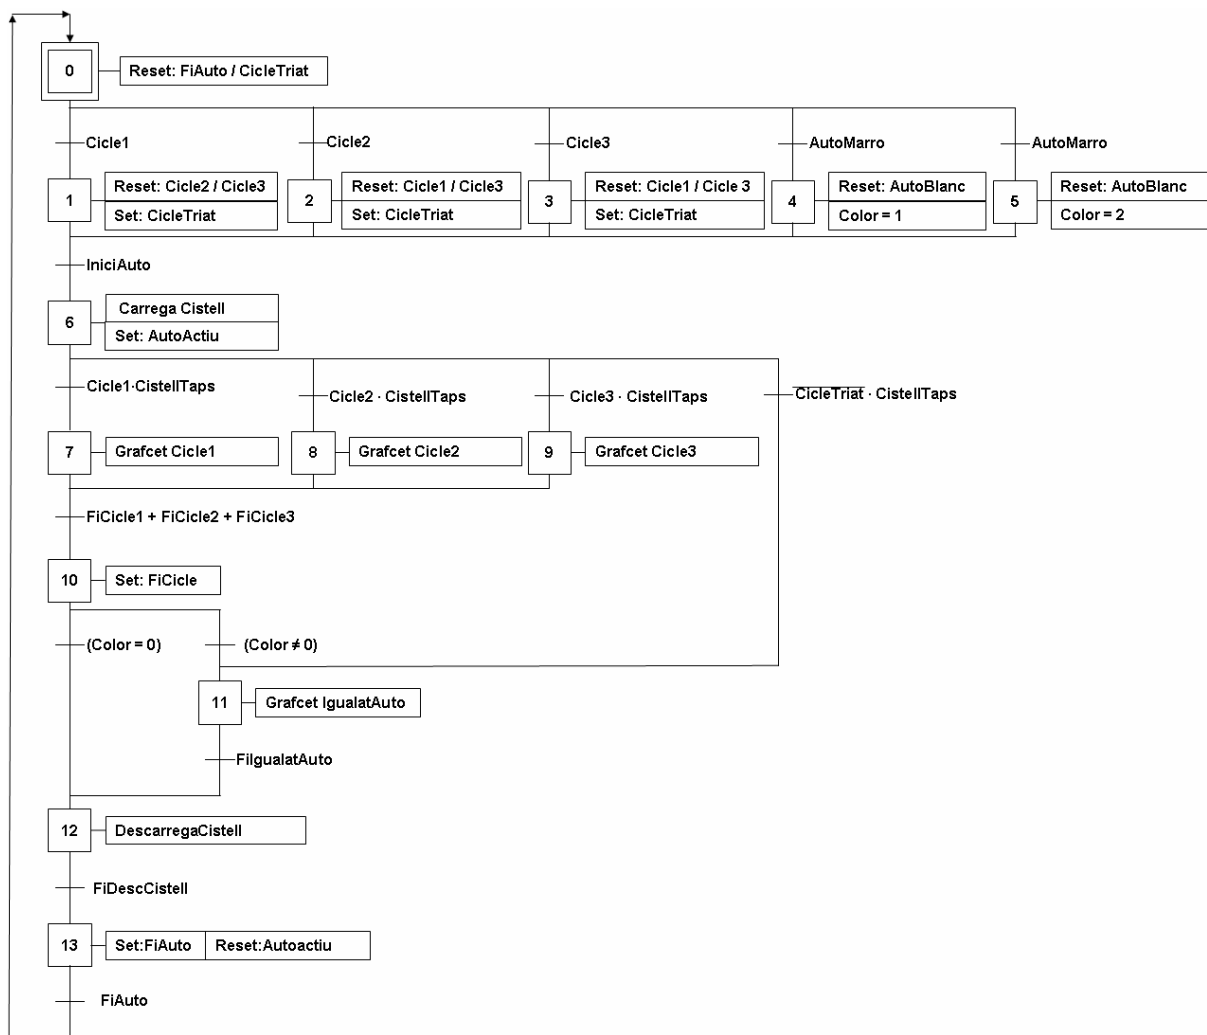 0
Reset: FiAuto / CicleTriat
Cicle1
Cicle2
Cicle3
AutoMarro
AutoMarro
1
Reset: Cicle2 / Cicle3
Set: CicleTriat
2
Reset: Cicle1 / Cicle3
Set: CicleTriat
3
Reset: Cicle1 / Cicle 3
Set: CicleTriat
4
Reset: AutoBlanc
Color = 1
5
Reset: AutoBlanc
Color = 2
IniciAuto
6
Carrega Cistell
Set: AutoActiu
Cicle1·CistellTaps
Cicle2 · CistellTaps
Cicle3 · CistellTaps
CicleTriat · CistellTaps
7
Grafcet Cicle1
8
Grafcet Cicle2
9
Grafcet Cicle3
FiCicle1 + FiCicle2 + FiCicle3
10
Set: FiCicle
(Color = 0)
(Color ≠ 0)
11
Grafcet IgualatAuto
FiIgualatAuto
12
DescarregaCistell
FiDescCistell
13
Set:FiAuto
Reset:Autoactiu
FiAuto